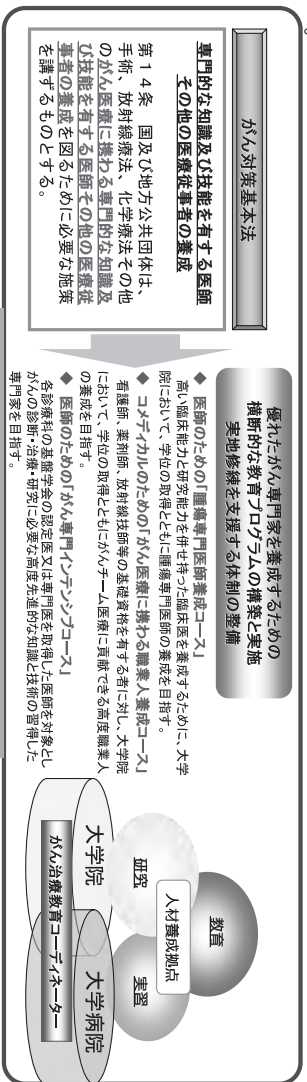 がん対策基本法
専門的な知識及び技能を有する医師
その他の医療従事者の養成
第14条　国及び地方公共団体は、
手術、放射線療法、化学療法その他
のがん医療に携わる専門的な知識及
び技能を有する医師その他の医療従
事者の養成を図るために必要な施策
を講ずるものとする。
優れたがん専門家を養成するための
横断的な教育プログラムの構築と実施
実地修練を支援する体制の整備
◆ 医師のための「腫瘍専門医師養成コース」
高い臨床能力と研究能力を併せ持った臨床医を養成するために、大学
院において、学位の取得とともに腫瘍専門医師の養成を目指す。
◆ コメディカルのための「がん医療に携わる職業人養成コース」
看護師、薬剤師、放射線技師等の基礎資格を有する者に対し、大学院
において、学位の取得とともにがんチーム医療に貢献できる高度職業人
の養成を目指す。
◆ 医師のための「がん専門インテンシブコース」
各診療科の基盤学会の認定医又は専門医を取得した医師を対象とし
がんの診断・治療・研究に必要な高度先進的な知識と技術の習得した
専門家を目指す。
教育
人材養成拠点
研究
実習
大学院
大学病院
がん治療教育コーディネーター